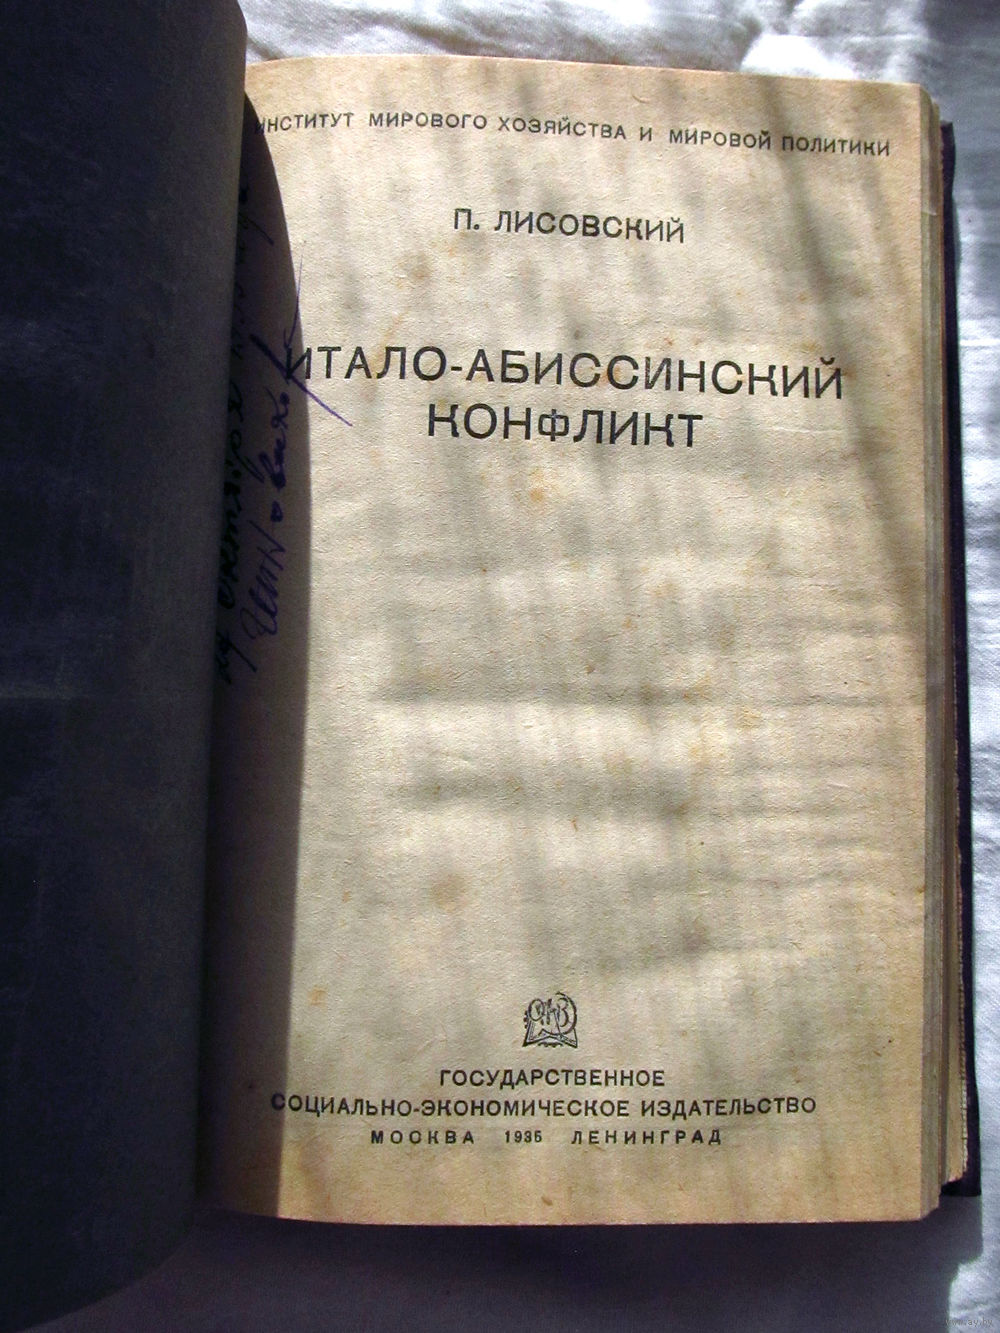 ИНСТИТУТ МИРОВОГО ХОЗЯЙСТВА И МИРОВОЙ ПОЛИТИКИ
П. ЛИСОВСКИЙ
ИТАЛО-АБИССИНСКИЙ
КОНФЛИКТ
ГОСУДАРСТВЕННОЕ
СОЦИАЛЬНО-ЭКОНОМИЧЕСКОЕ ИЗДАТЕЛЬСТВО
МОСКВА 1935 ЛЕНИНГРАД